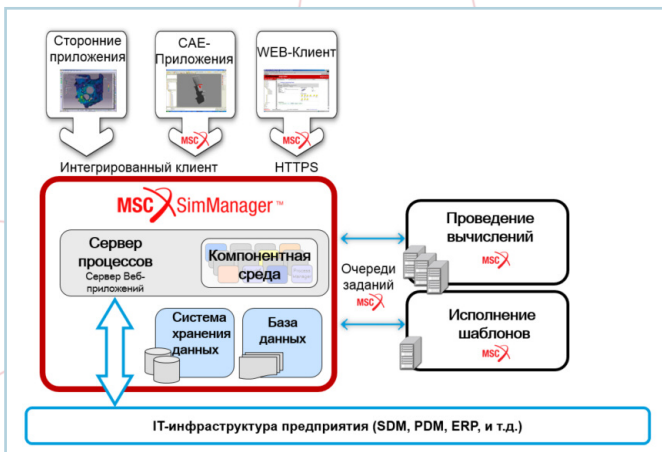 Сторонние
приложения
CAE-
Приложения
WEB-Клиент
MSC
MSC
Интегрированный клиент
HTTPS
MSC SimManager™
Сервер
процессов
Сервер Веб-
приложений
Компонентная
среда
Система
хранения
данных
База
данных
Очереди
заданий
MSC
Проведение
вычислений
MSC
Исполнение
шаблонов
MSC
IT-инфраструктура предприятия (SDM, PDM, ERP, и т.д.)